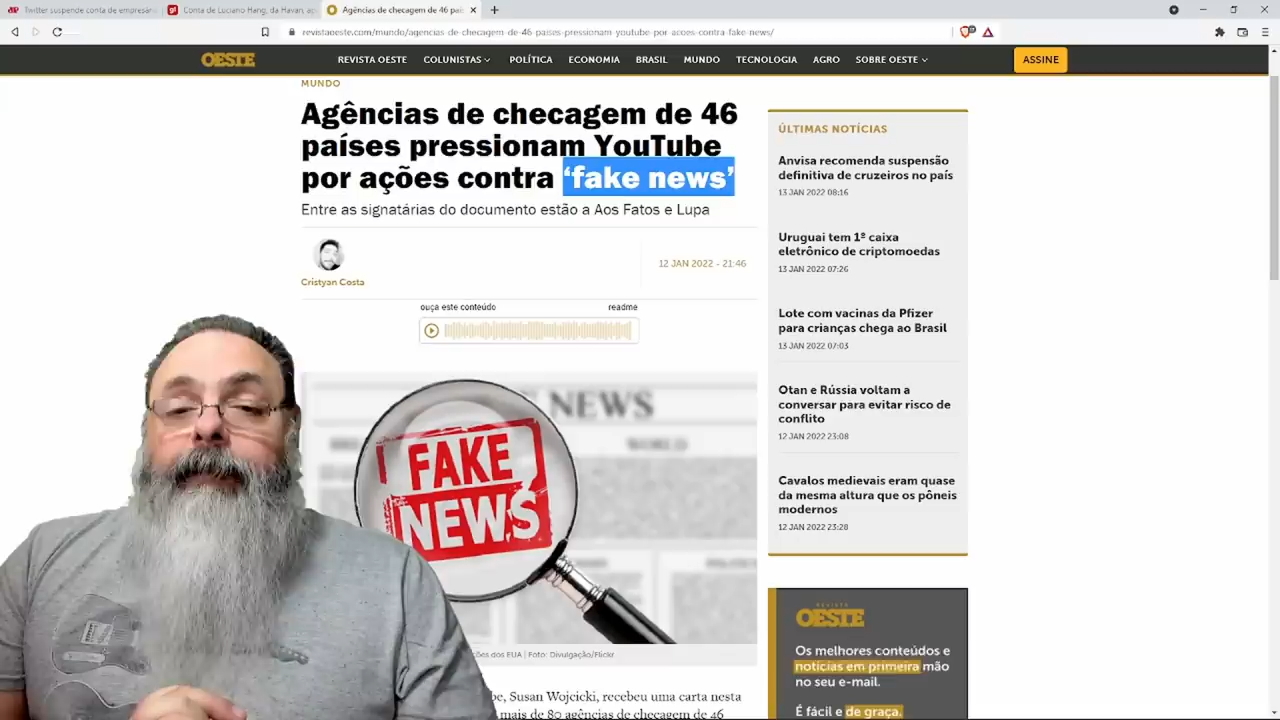 Twitter suspende conta de empresári
Conta de Luciano Hang, da Havan, ap
Agências de checagem de 46 paí
revistaoeste.com/mundo/agencias-de-checagem-de-46-paises-pressionam-youtube-por-acoes-contra-fake-news/
OESTE
REVISTA OESTE
COLUNISTAS
POLÍTICA
ECONOMIA
BRASIL
MUNDO
TECNOLOGIA
AGRO
SOBRE OESTE
ASSINE
MUNDO
Agências de checagem de 46
países pressionam YouTube
por ações contra ‘fake news’
Entre as signatárias do documento estão a Aos Fatos e Lupa
Cristyan Costa
12 JAN 2022 - 21:46
ouça este conteúdo
readme
NEWS
WORLD
FAKE
NEWS
ções dos EUA | Foto: Divulgação/Flickr
be, Susan Wojcicki, recebeu uma carta nesta
mais de 80 agências de checagem de 46
ÚLTIMAS NOTÍCIAS
Anvisa recomenda suspensão
definitiva de cruzeiros no país
13 JAN 2022 08:16
Uruguai tem 1º caixa
eletrônico de criptomoedas
13 JAN 2022 07:26
Lote com vacinas da Pfizer
para crianças chega ao Brasil
13 JAN 2022 07:03
Otan e Rússia voltam a
conversar para evitar risco de
conflito
12 JAN 2022 23:08
Cavalos medievais eram quase
da mesma altura que os pôneis
modernos
12 JAN 2022 23:28
REVISTA
OESTE
Os melhores conteúdos e
notícias em primeira mão
no seu e-mail.
É fácil e de graça.